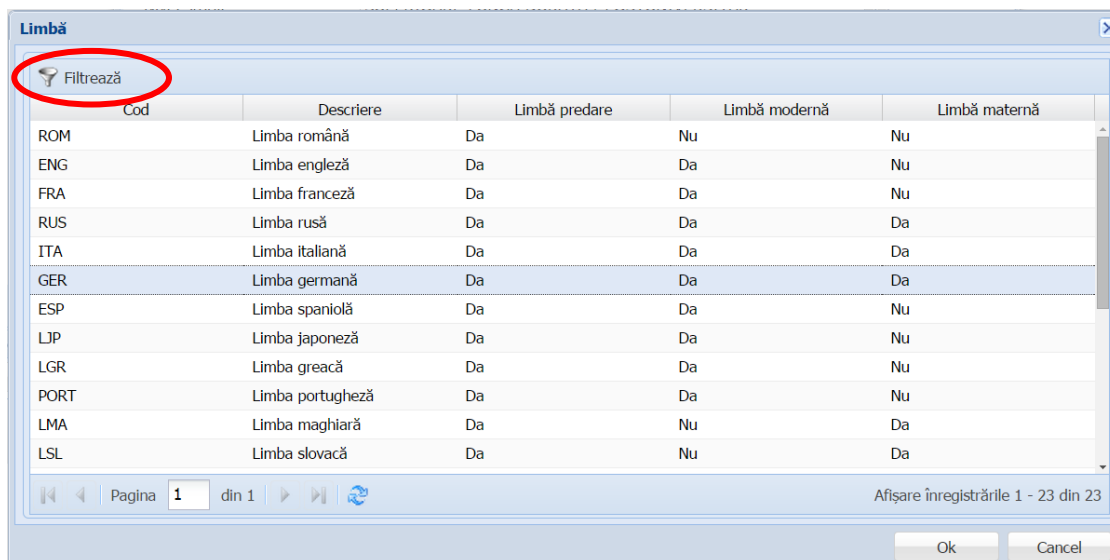 Limbă
Filtrează
Cod Descriere Limbă predare Limbă modernă Limbă maternă
ROM Limba română Da Nu Nu
ENG Limba engleză Da Da Nu
FRA Limba franceză Da Da Nu
RUS Limba rusă Da Da Da
ITA Limba italiană Da Da Da
GER Limba germană Da Da Da
ESP Limba spaniolă Da Da Nu
LJP Limba japoneză Da Da Nu
LGR Limba greacă Da Da Nu
PORT Limba portugheză Da Da Nu
LMA Limba maghiară Da Nu Da
LSL Limba slovacă Da Nu Da
Pagina 1 din 1 Afișare înregistrările 1 - 23 din 23
Ok Cancel